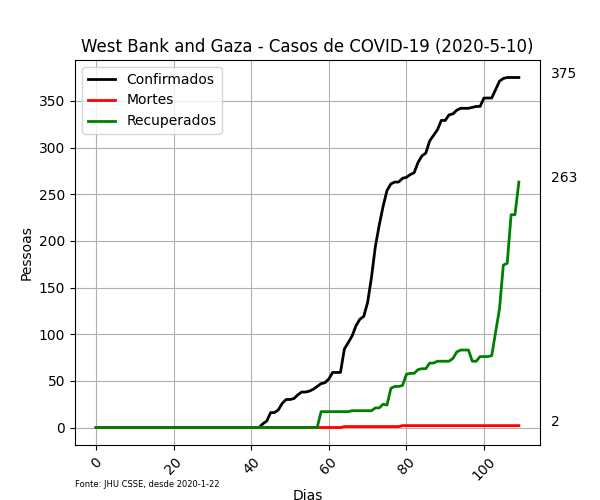 West Bank and Gaza - Casos de COVID-19 (2020-5-10)
Confirmados
Mortes
Recuperados
375
263
2
Pessoas
350
300
250
200
150
100
50
0
0
20
40
60
80
100
Fonte: JHU CSSE, desde 2020-1-22
Dias